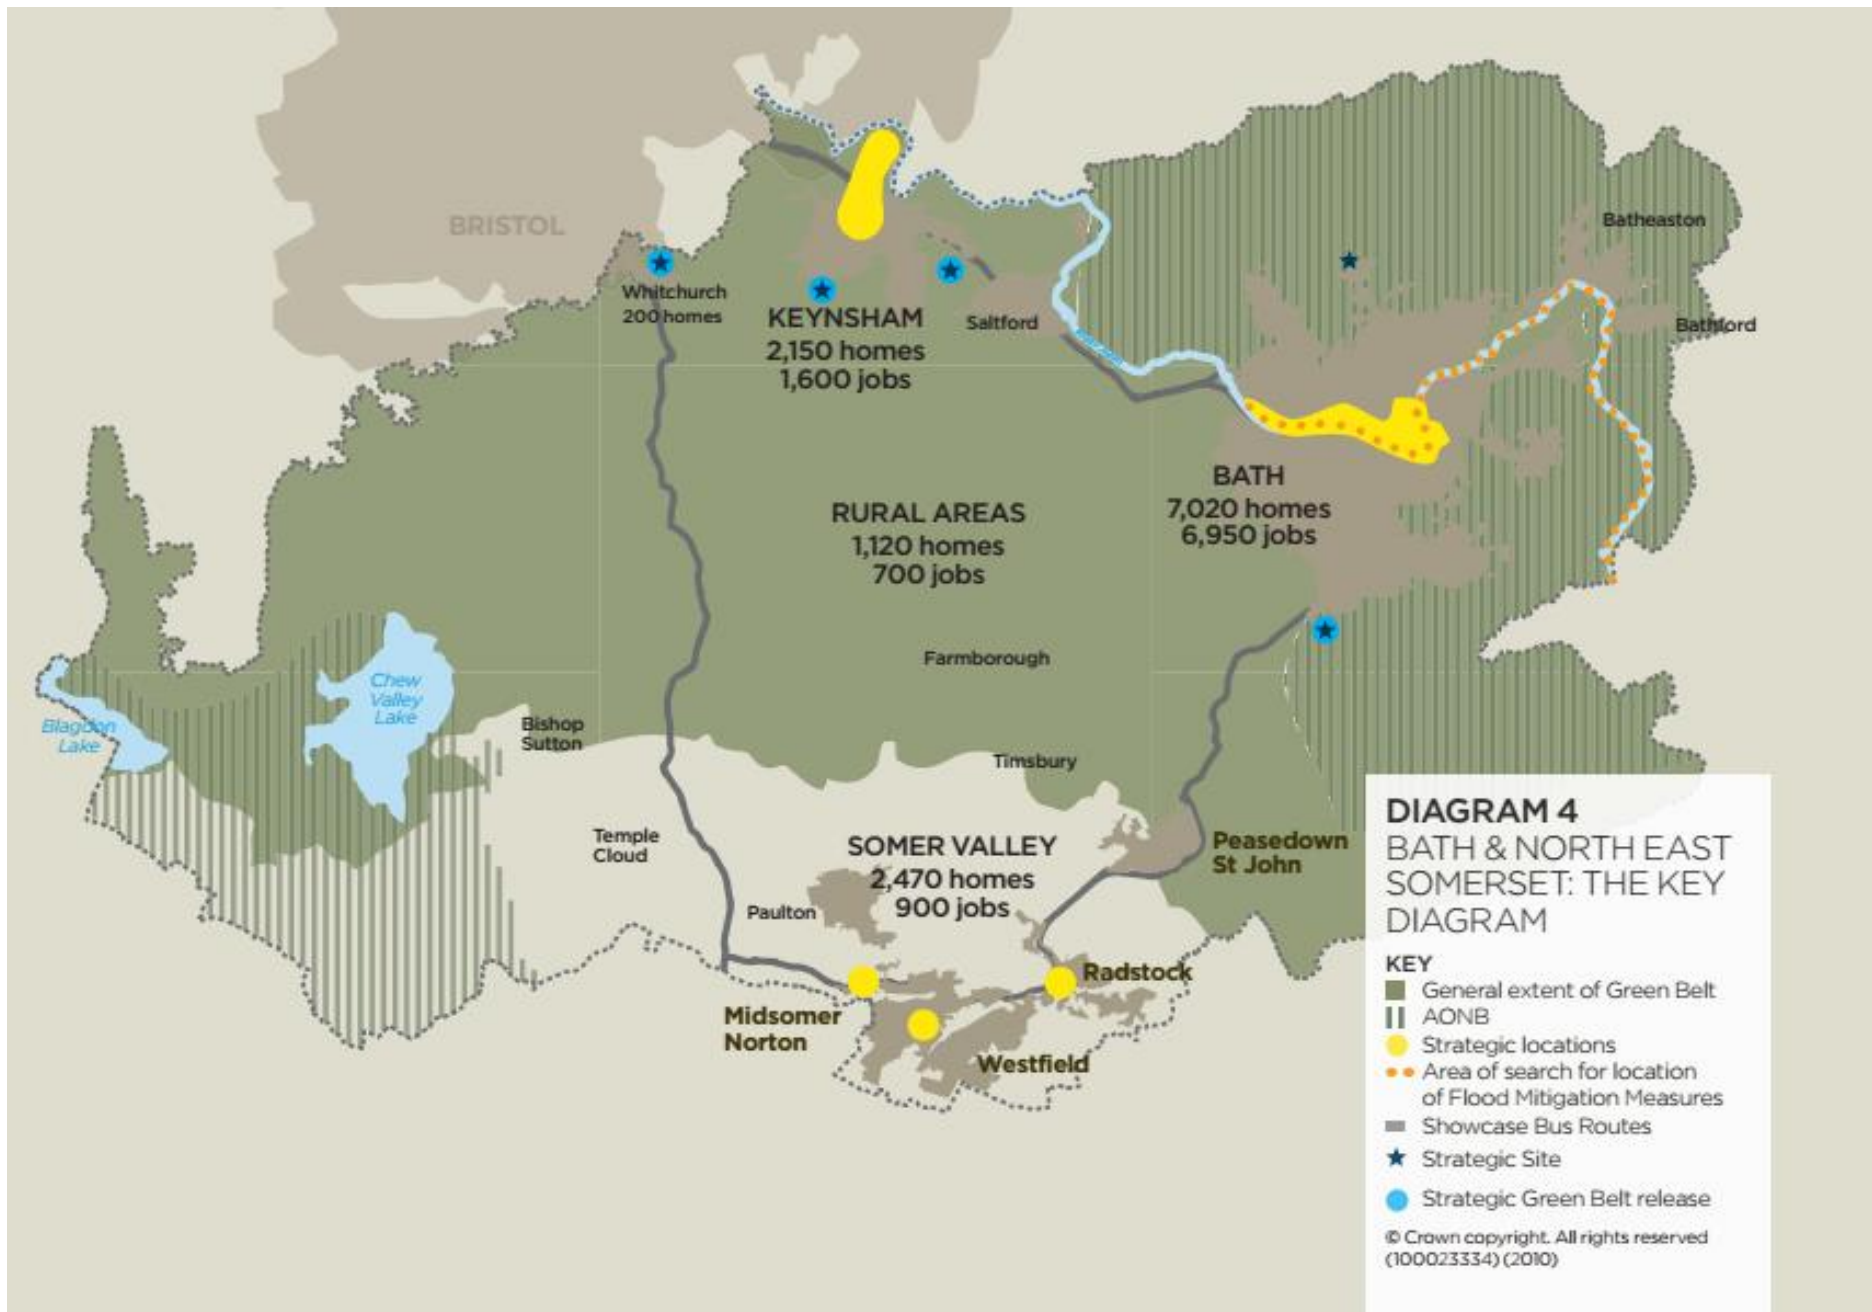 BRISTOL
Batheaston
Whitchurch
200 homes
KEYNSHAM
2,150 homes
1,600 jobs
Saltford
Bathford
BATH
7,020 homes
6,950 jobs
RURAL AREAS
1,120 homes
700 jobs
Farmborough
Chew
Valley
Lake
Blagdon
Lake
Bishop
Sutton
Timsbury
Temple
Cloud
SOMER VALLEY
2,470 homes
900 jobs
Peasedown
St John
Paulton
Radstock
Midsomer
Norton
Westfield
DIAGRAM 4
BATH & NORTH EAST
SOMERSET: THE KEY
DIAGRAM
KEY
General extent of Green Belt
AONB
Strategic locations
Area of search for location
of Flood Mitigation Measures
Showcase Bus Routes
Strategic Site
Strategic Green Belt release
© Crown copyright. All rights reserved
(100023334) (2010)